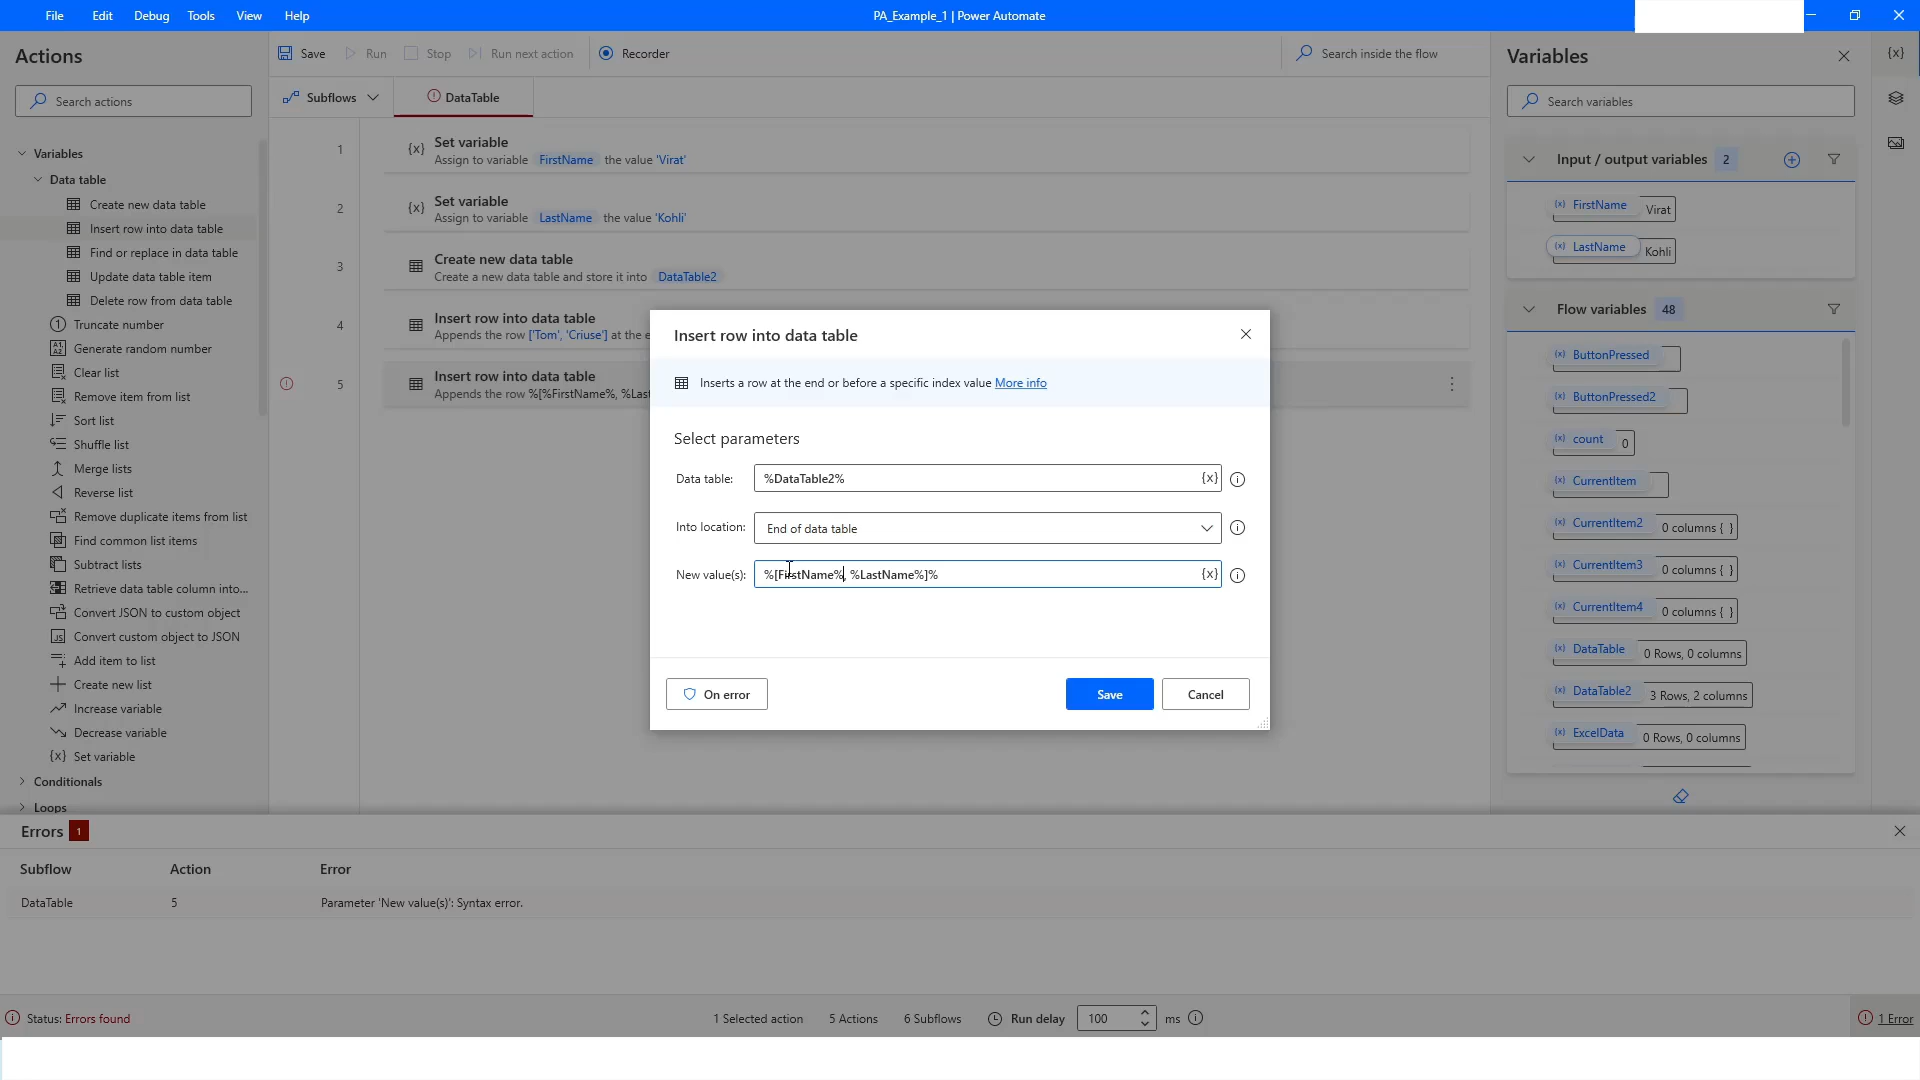 File Edit Debug Tools View Help
PA_Example_1 | Power Automate
Actions
Search actions
Variables
Data table
Create new data table
Insert row into data table
Find or replace in data table
Update data table item
Delete row from data table
Truncate number
Generate random number
Clear list
Remove item from list
Sort list
Shuffle list
Merge lists
Reverse list
Remove duplicate items from list
Find common list items
Subtract lists
Retrieve data table column into...
Convert JSON to custom object
Convert custom object to JSON
Add item to list
Create new list
Increase variable
Decrease variable
{x} Set variable
Conditionals
Loops
Save Run Stop Run next action Recorder Search inside the flow
Subflows DataTable
1 {x} Set variable
Assign to variable FirstName the value 'Virat'
2 {x} Set variable
Assign to variable LastName the value 'Kohli'
3 Create new data table
Create a new data table and store it into DataTable2
4 Insert row into data table
Appends the row ['Tom', 'Criuse'] at the e
5 Insert row into data table
Appends the row %[%FirstName%, %Last
Insert row into data table
Inserts a row at the end or before a specific index value More info
Select parameters
Data table: %DataTable2% {x}
Into location: End of data table
New value(s): %[FirstName%, %LastName%]% {x}
On error Save Cancel
Variables
{x}
Search variables
Input / output variables 2
(x) FirstName Virat
(x) LastName Kohli
Flow variables 48
(x) ButtonPressed
(x) ButtonPressed2
(x) count 0
(x) CurrentItem
(x) CurrentItem2 0 columns { }
(x) CurrentItem3 0 columns { }
(x) CurrentItem4 0 columns { }
(x) DataTable 0 Rows, 0 columns
(x) DataTable2 3 Rows, 2 columns
(x) ExcelData 0 Rows, 0 columns
Errors 1
Subflow Action Error
DataTable 5 Parameter 'New value(s)': Syntax error.
Status: Errors found 1 Selected action 5 Actions 6 Subflows Run delay 100 ms 1 Error